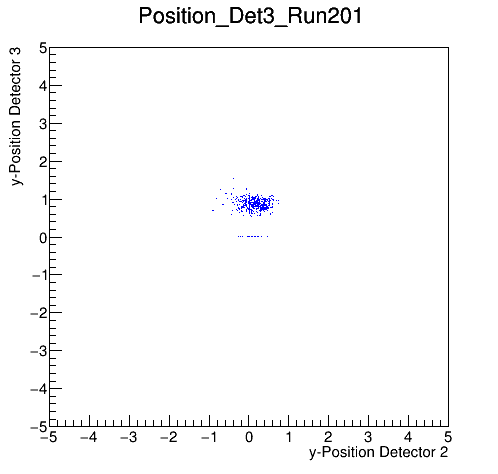 Position_Det3_Run201
y-Position Detector 3
5
4
3
2
1
0
−1
−2
−3
−4
−5
−5 −4 −3 −2 −1 0 1 2 3 4 5
y-Position Detector 2